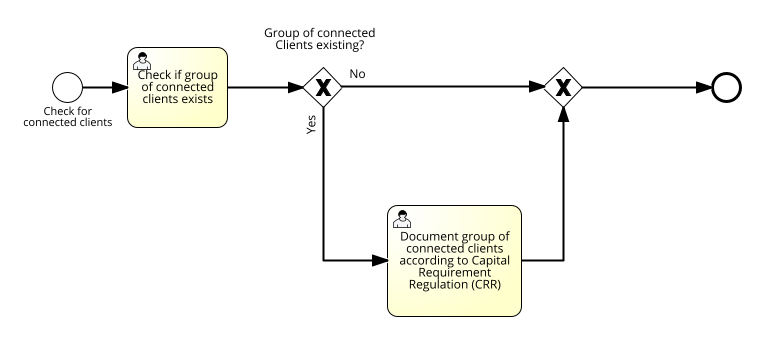 Group of connected
Clients existing?
Check if group
of connected
clients exists
No
Check for
connected clients
Yes
Document group of
connected clients
according to Capital
Requirement
Regulation (CRR)